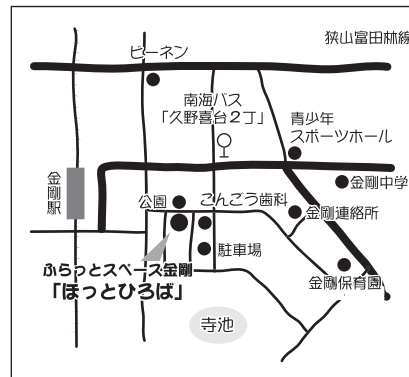 狭山富田林線
ピーネン
南海バス
「久野喜台2丁」
青少年
スポーツホール
金剛駅
公園
こんごう歯科
金剛中学
金剛連絡所
駐車場
ふらっとスペース金剛
「ほっとひろば」
金剛保育園
寺池